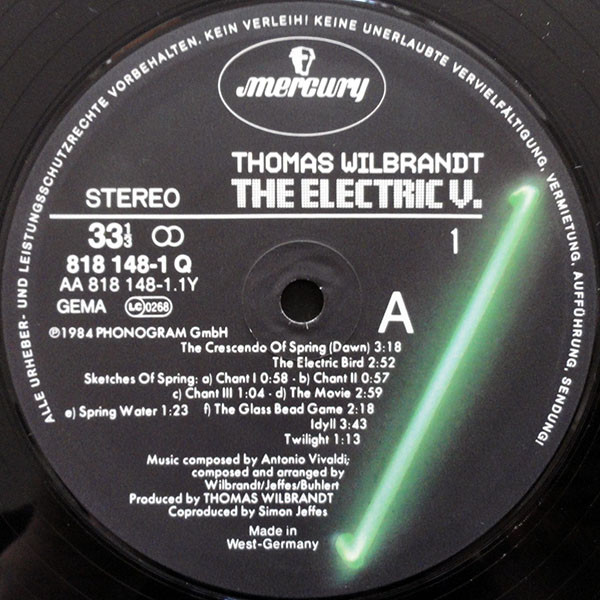 ALLE URHEBER- UND LEISTUNGSSCHUTZRECHTE VORBEHALTEN. KEIN VERLEIH! KEINE UNERLAUBTE VERVIELFÄLTIGUNG, VERMIETUNG, AUFFÜHRUNG, SENDUNG!
mercury
THOMAS WILBRANDT
STEREO THE ELECTRIC V.
33⅓ 1
818 148-1 Q
AA 818 148-1.1Y
GEMA LC 0268 A
℗1984 PHONOGRAM GmbH
The Crescendo Of Spring (Dawn) 3:18
The Electric Bird 2:52
Sketches Of Spring: a) Chant I 0:58 - b) Chant II 0:57
c) Chant III 1:04 - d) The Movie 2:59
e) Spring Water 1:23 f) The Glass Bead Game 2:18
Idyll 3:43
Twilight 1:13
Music composed by Antonio Vivaldi;
composed and arranged by
Wilbrandt/Jeffes/Buhlert
Produced by THOMAS WILBRANDT
Coproduced by Simon Jeffes
Made in
West-Germany